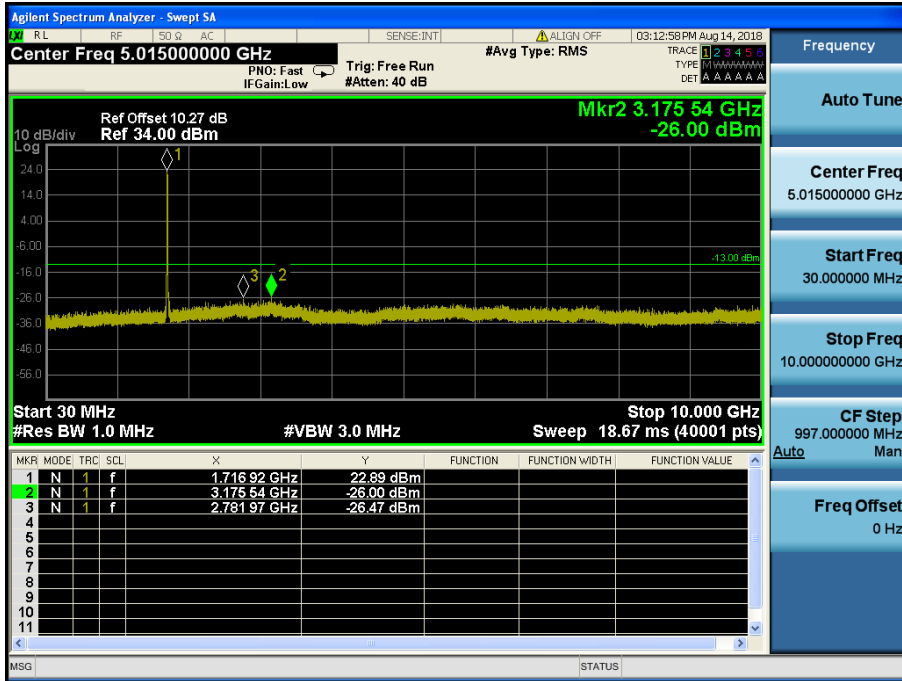 Agilent Spectrum Analyzer - Swept SA
LXI RL RF 50 Ω AC SENSE:INT ALIGN OFF 03:12:58 PM Aug 14, 2018
Center Freq 5.015000000 GHz #Avg Type: RMS TRACE 1 2 3 4 5 6
PNO: Fast Trig: Free Run TYPE M WWWWW
IFGain:Low #Atten: 40 dB DET A A A A A A
Frequency
Auto Tune
Center Freq
5.015000000 GHz
Start Freq
30.000000 MHz
Stop Freq
10.000000000 GHz
CF Step
997.000000 MHz
Auto Man
Freq Offset
0 Hz
Mkr2 3.175 54 GHz
-26.00 dBm
Ref Offset 10.27 dB
10 dB/div Ref 34.00 dBm
Log
1
24.0
14.0
4.00
-6.00
-13.00 dBm
-16.0
3 2
-26.0
-36.0
-46.0
-56.0
Start 30 MHz Stop 10.000 GHz
#Res BW 1.0 MHz #VBW 3.0 MHz Sweep 18.67 ms (40001 pts)
MKR MODE TRC SCL X Y FUNCTION FUNCTION WIDTH FUNCTION VALUE
1 N 1 f 1.716 92 GHz 22.89 dBm
2 N 1 f 3.175 54 GHz -26.00 dBm
3 N 1 f 2.781 97 GHz -26.47 dBm
4
5
6
7
8
9
10
11
MSG STATUS